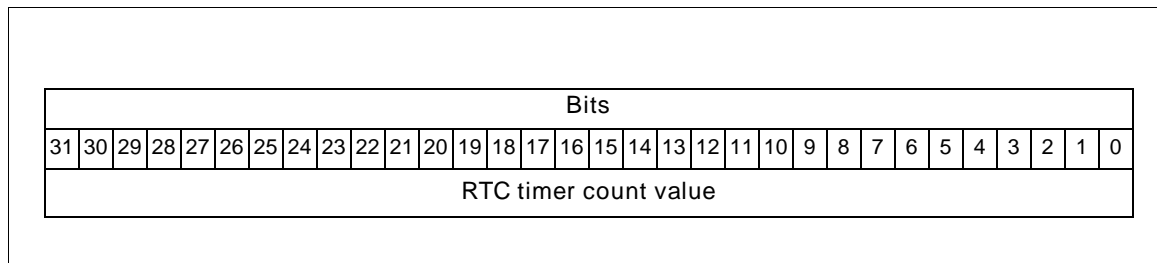 Bits
31 30 29 28 27 26 25 24 23 22 21 20 19 18 17 16 15 14 13 12 11 10 9 8 7 6 5 4 3 2 1 0
RTC timer count value